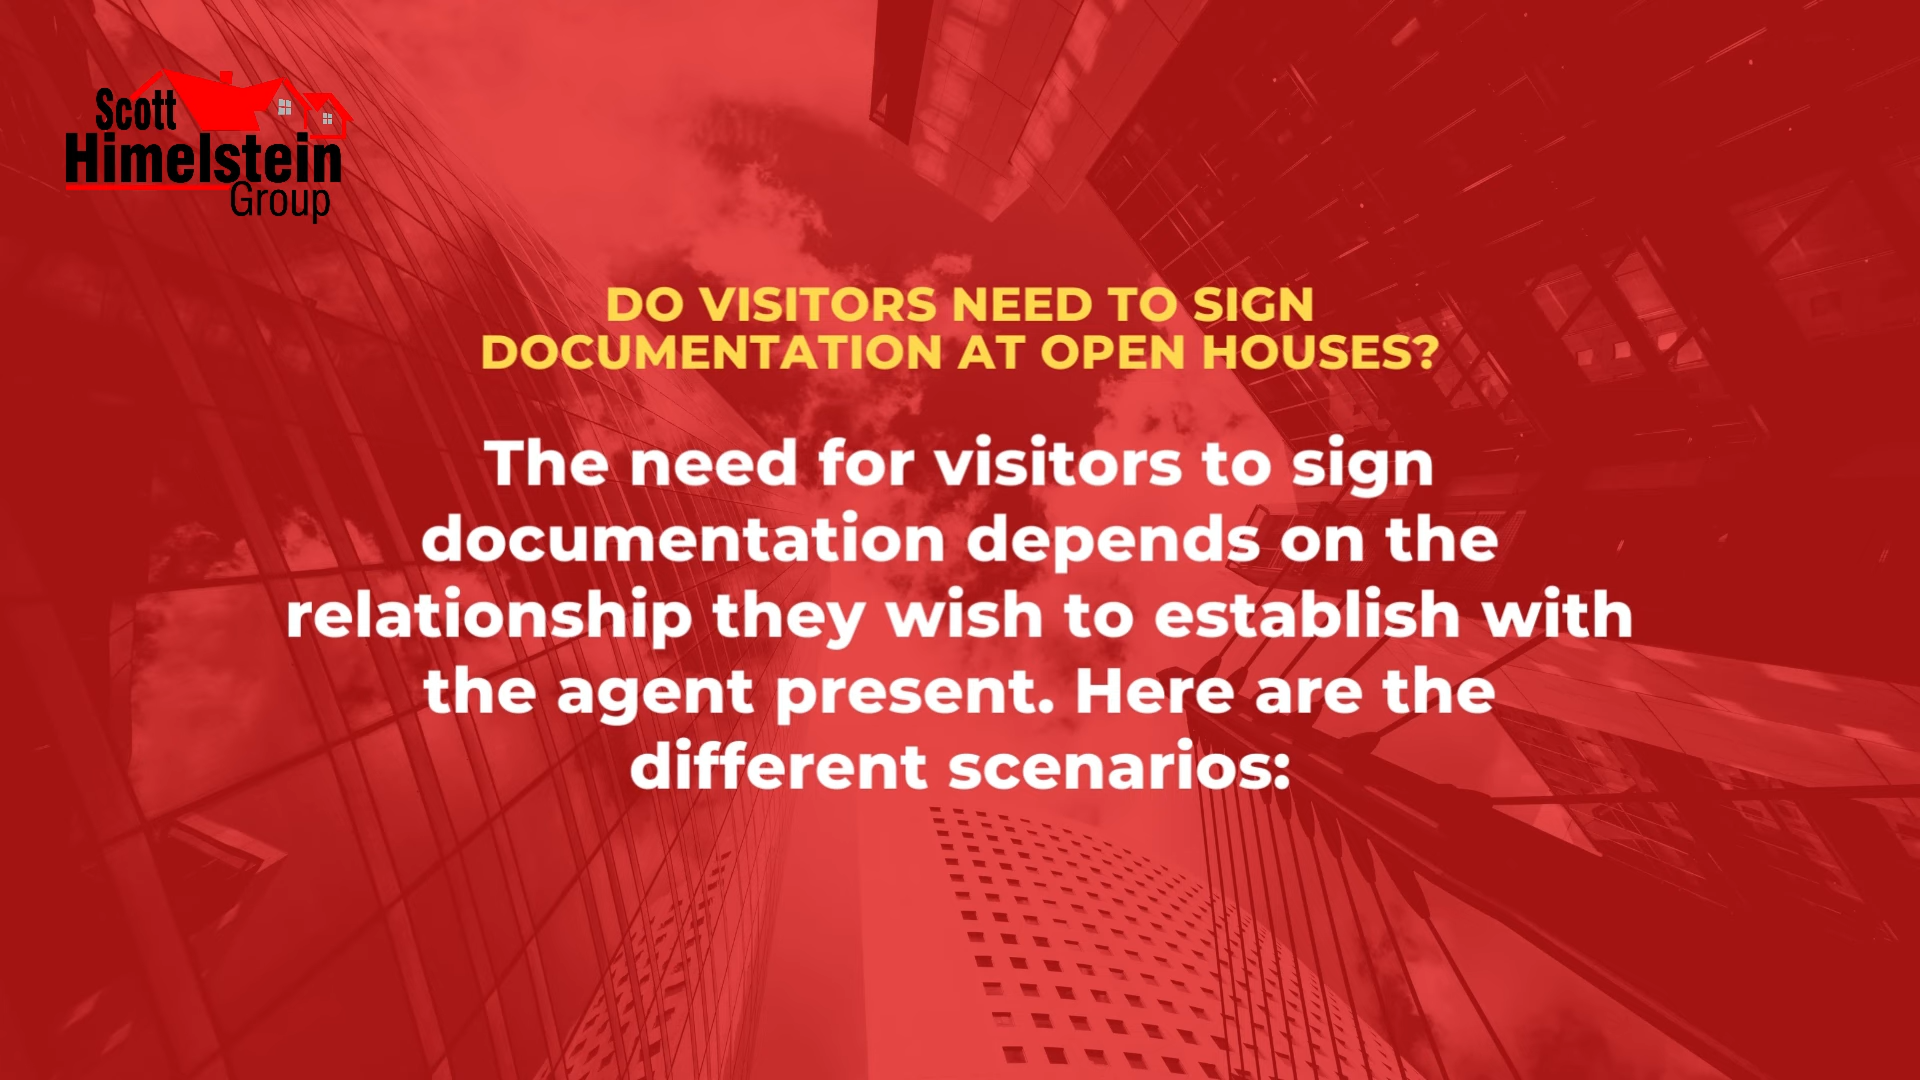 Scott
Himelstein
Group
DO VISITORS NEED TO SIGN
DOCUMENTATION AT OPEN HOUSES?
The need for visitors to sign
documentation depends on the
relationship they wish to establish with
the agent present. Here are the
different scenarios: